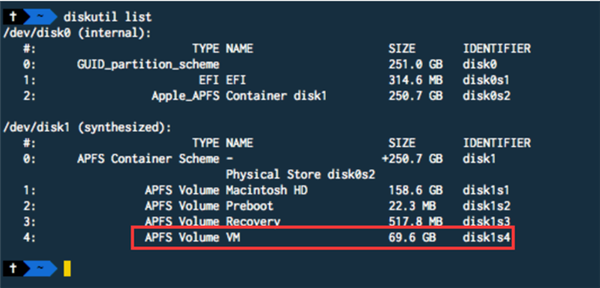 † ~ diskutil list
/dev/disk0 (internal):
#: TYPE NAME SIZE IDENTIFIER
0: GUID_partition_scheme 251.0 GB disk0
1: EFI EFI 314.6 MB disk0s1
2: Apple_APFS Container disk1 250.7 GB disk0s2
/dev/disk1 (synthesized):
#: TYPE NAME SIZE IDENTIFIER
0: APFS Container Scheme - +250.7 GB disk1
Physical Store disk0s2
1: APFS Volume Macintosh HD 158.6 GB disk1s1
2: APFS Volume Preboot 22.3 MB disk1s2
3: APFS Volume Recovery 517.8 MB disk1s3
4: APFS Volume VM 69.6 GB disk1s4
† ~